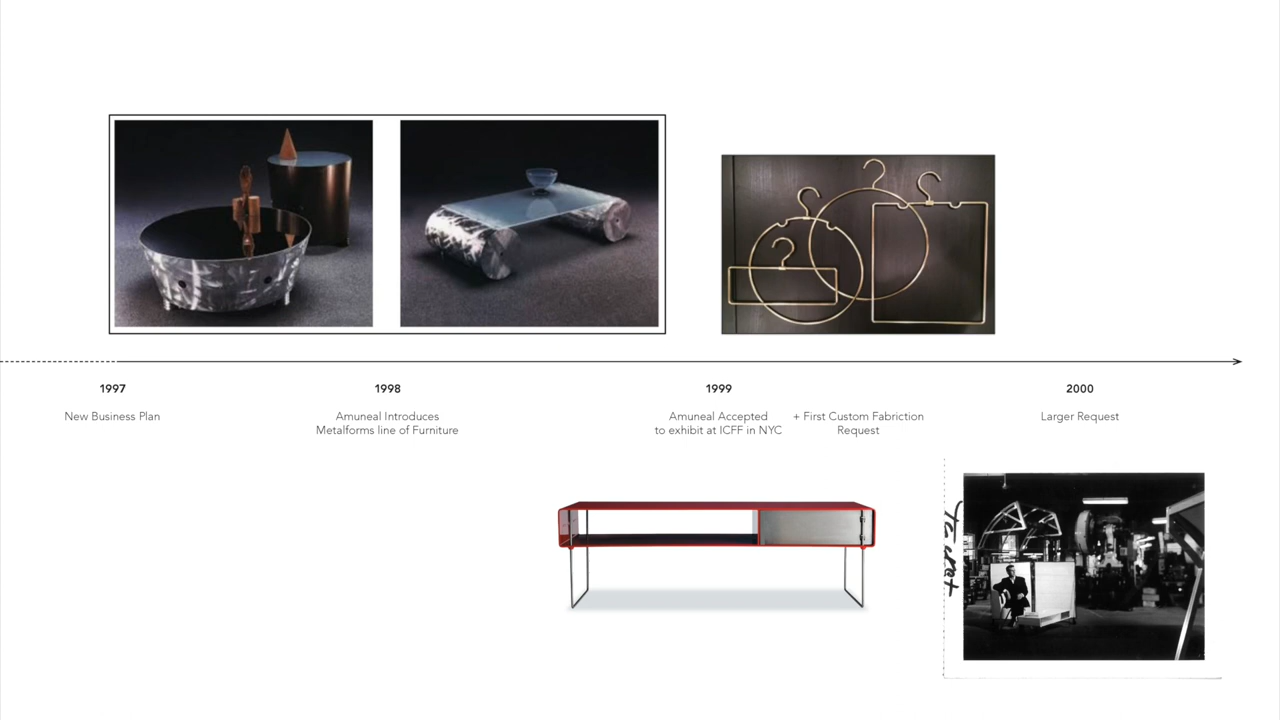 1997
New Business Plan
1998
Amuneal Introduces
Metalforms line of Furniture
1999
Amuneal Accepted
to exhibit at ICFF in NYC
+ First Custom Fabriction
Request
2000
Larger Request